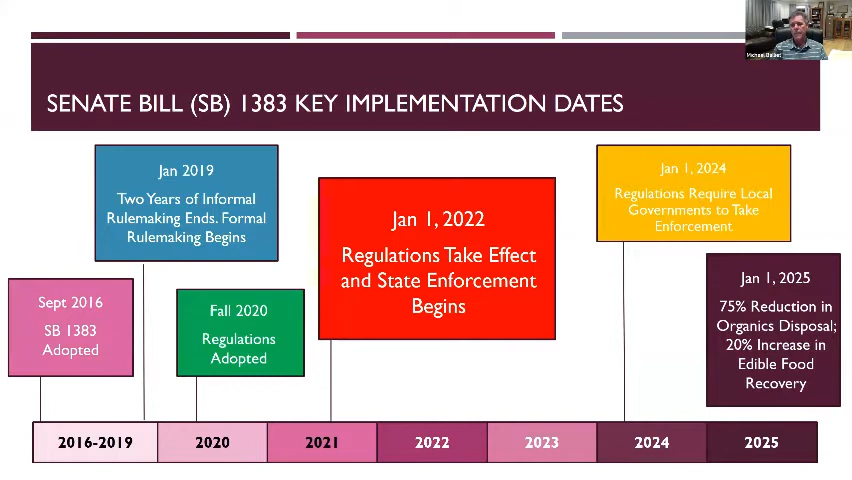 Michael Balliet
SENATE BILL (SB) 1383 KEY IMPLEMENTATION DATES
Jan 2019
Two Years of Informal
Rulemaking Ends. Formal
Rulemaking Begins
Jan 1, 2022
Regulations Take Effect
and State Enforcement
Begins
Jan 1, 2024
Regulations Require Local
Governments to Take
Enforcement
Sept 2016
SB 1383
Adopted
Fall 2020
Regulations
Adopted
Jan 1, 2025
75% Reduction in
Organics Disposal;
20% Increase in
Edible Food
Recovery
2016-2019
2020
2021
2022
2023
2024
2025